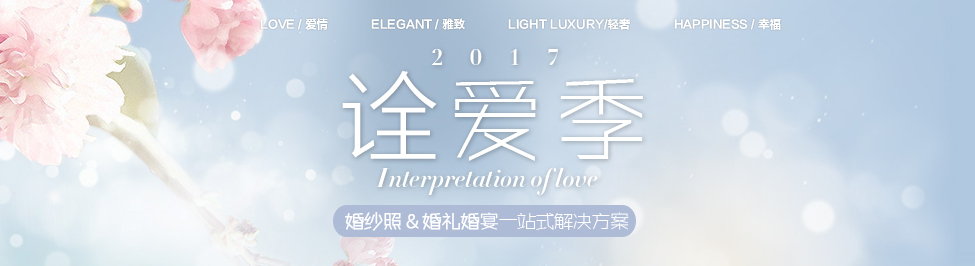 LOVE / 爱情 ELEGANT / 雅致 LIGHT LUXURY/轻奢 HAPPINESS / 幸福
2017
诠爱季
Interpretation of love
婚纱照 & 婚礼婚宴一站式解决方案